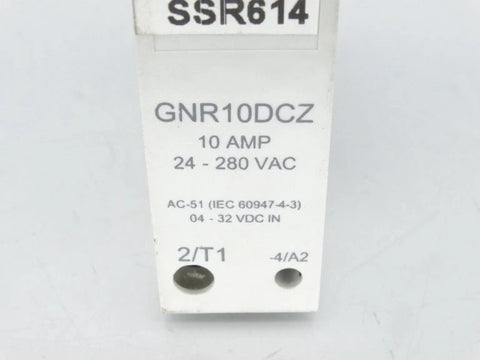 SSR614
GNR10DCZ
10 AMP
24 - 280 VAC
AC-51 (IEC 60947-4-3)
04 - 32 VDC IN
2/T1 -4/A2